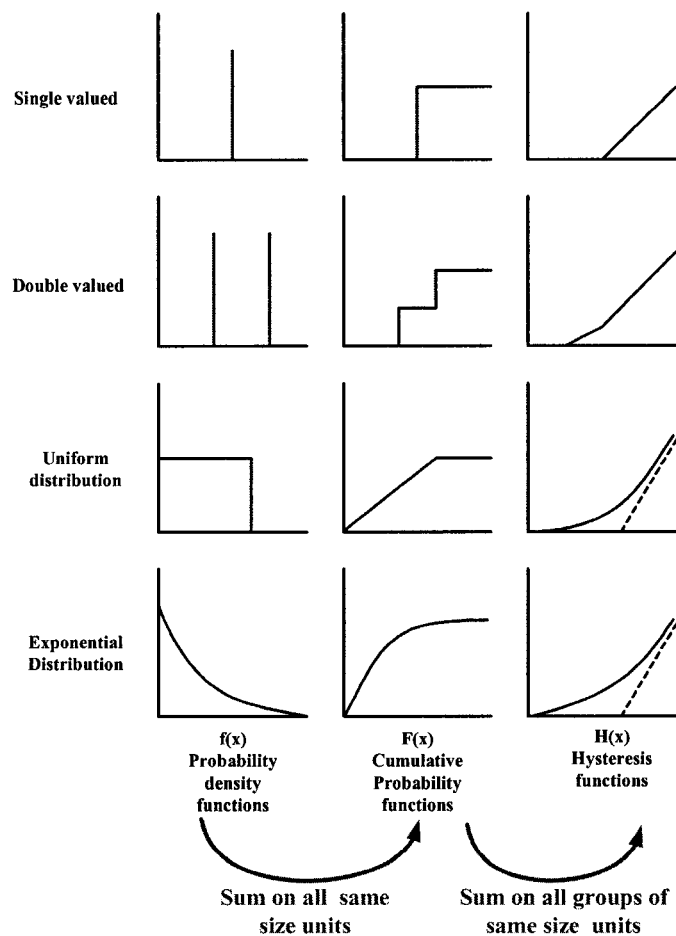 Single valued
Double valued
Uniform
distribution
Exponential
Distribution
f(x)
Probability
density
functions
F(x)
Cumulative
Probability
functions
H(x)
Hysteresis
functions
Sum on all same
size units
Sum on all groups of
same size units